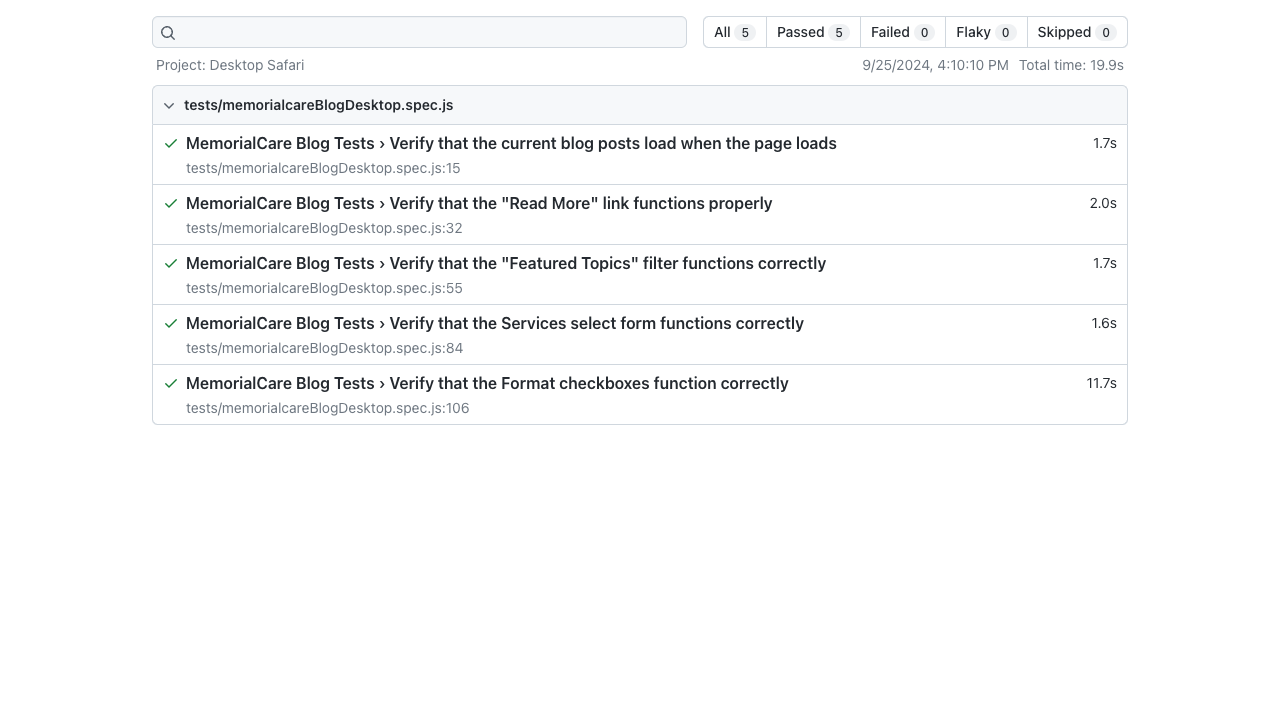 All 5 Passed 5 Failed 0 Flaky 0 Skipped 0
Project: Desktop Safari 9/25/2024, 4:10:10 PM Total time: 19.9s
tests/memorialcareBlogDesktop.spec.js
MemorialCare Blog Tests › Verify that the current blog posts load when the page loads 1.7s
tests/memorialcareBlogDesktop.spec.js:15
MemorialCare Blog Tests › Verify that the "Read More" link functions properly 2.0s
tests/memorialcareBlogDesktop.spec.js:32
MemorialCare Blog Tests › Verify that the "Featured Topics" filter functions correctly 1.7s
tests/memorialcareBlogDesktop.spec.js:55
MemorialCare Blog Tests › Verify that the Services select form functions correctly 1.6s
tests/memorialcareBlogDesktop.spec.js:84
MemorialCare Blog Tests › Verify that the Format checkboxes function correctly 11.7s
tests/memorialcareBlogDesktop.spec.js:106